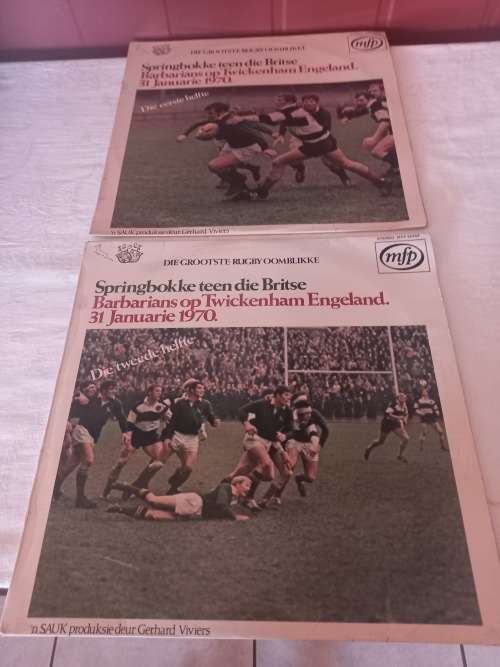 DIE GROOTSTE RUGBY OOMBLIKKE
mfp
Springbokke teen die Britse
Barbarians op Twickenham Engeland.
31 Januarie 1970.
Die eerste helfte
'n SAUK produksie deur Gerhard Viviers
DIE GROOTSTE RUGBY OOMBLIKKE
mfp
Springbokke teen die Britse
Barbarians op Twickenham Engeland.
31 Januarie 1970.
Die tweede helfte
'n SAUK produksie deur Gerhard Viviers